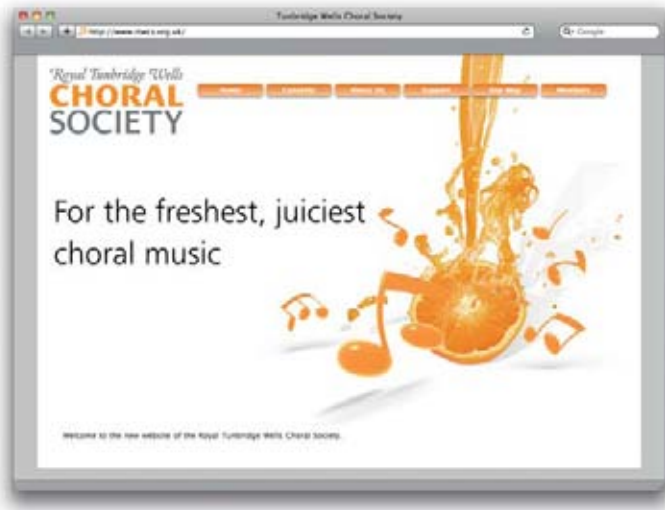 Tunbridge Wells Choral Society
Google
Royal Tunbridge Wells
CHORAL
SOCIETY
Home Concerts About Us Support Site Map Members
For the freshest, juiciest
choral music
Welcome to the new website of the Royal Tunbridge Wells Choral Society.